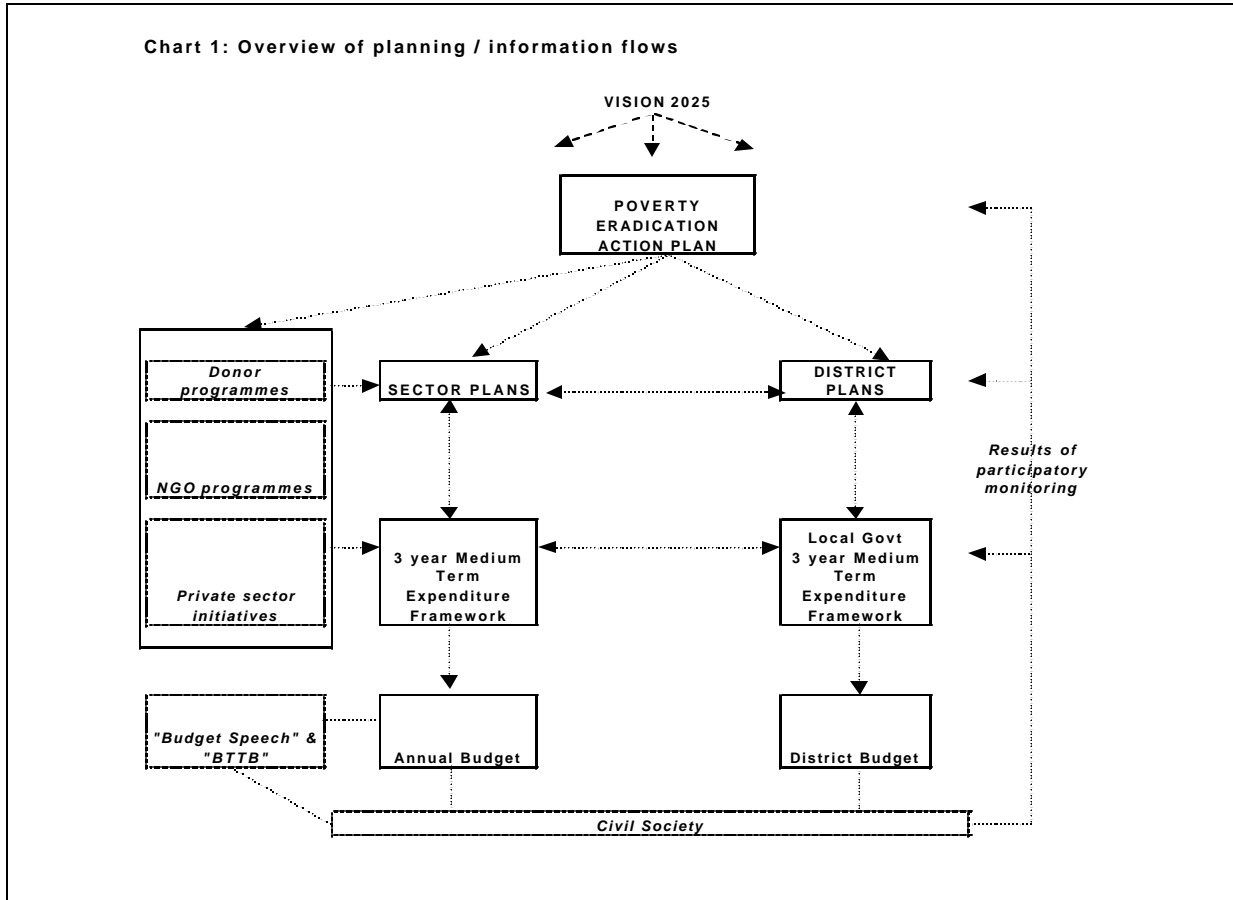 Chart 1: Overview of planning / information flows
VISION 2025
POVERTY
ERADICATION
ACTION PLAN
Donor
programmes
SECTOR PLANS
DISTRICT
PLANS
NGO programmes
Results of
participatory
monitoring
Private sector
initiatives
3 year Medium
Term
Expenditure
Framework
Local Govt
3 year Medium
Term
Expenditure
Framework
"Budget Speech" &
"BTTB"
Annual Budget
District Budget
Civil Society